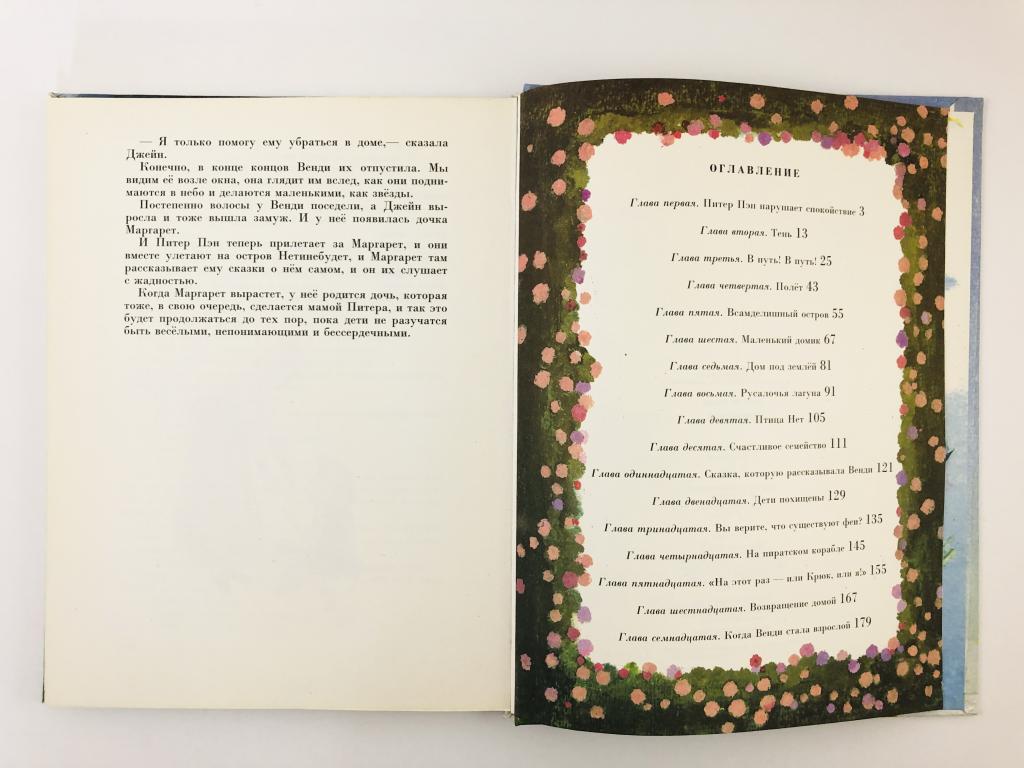 — Я только помогу ему убраться в доме,— сказала
Джейн.
Конечно, в конце концов Венди их отпустила. Мы
видим её возле окна, она глядит им вслед, как они подни-
маются в небо и делаются маленькими, как звёзды.
Постепенно волосы у Венди поседели, а Джейн вы-
росла и тоже вышла замуж. И у неё появилась дочка
Маргарет.
И Питер Пэн теперь прилетает за Маргарет, и они
вместе улетают на остров Нетинебудет, и Маргарет там
рассказывает ему сказки о нём самом, и он их слушает
с жадностью.
Когда Маргарет вырастет, у неё родится дочь, которая
тоже, в свою очередь, сделается мамой Питера, и так это
будет продолжаться до тех пор, пока дети не разучатся
быть весёлыми, непонимающими и бессердечными.
ОГЛАВЛЕНИЕ
Глава первая. Питер Пэн нарушает спокойствие 3
Глава вторая. Тень 13
Глава третья. В путь! В путь! 25
Глава четвертая. Полёт 43
Глава пятая. Всамделишный остров 55
Глава шестая. Маленький домик 67
Глава седьмая. Дом под землёй 81
Глава восьмая. Русалочья лагуна 91
Глава девятая. Птица Нет 105
Глава десятая. Счастливое семейство 111
Глава одиннадцатая. Сказка, которую рассказывала Венди 121
Глава двенадцатая. Дети похищены 129
Глава тринадцатая. Вы верите, что существуют феи? 135
Глава четырнадцатая. На пиратском корабле 145
Глава пятнадцатая. «На этот раз — или Крюк, или я!» 155
Глава шестнадцатая. Возвращение домой 167
Глава семнадцатая. Когда Венди стала взрослой 179